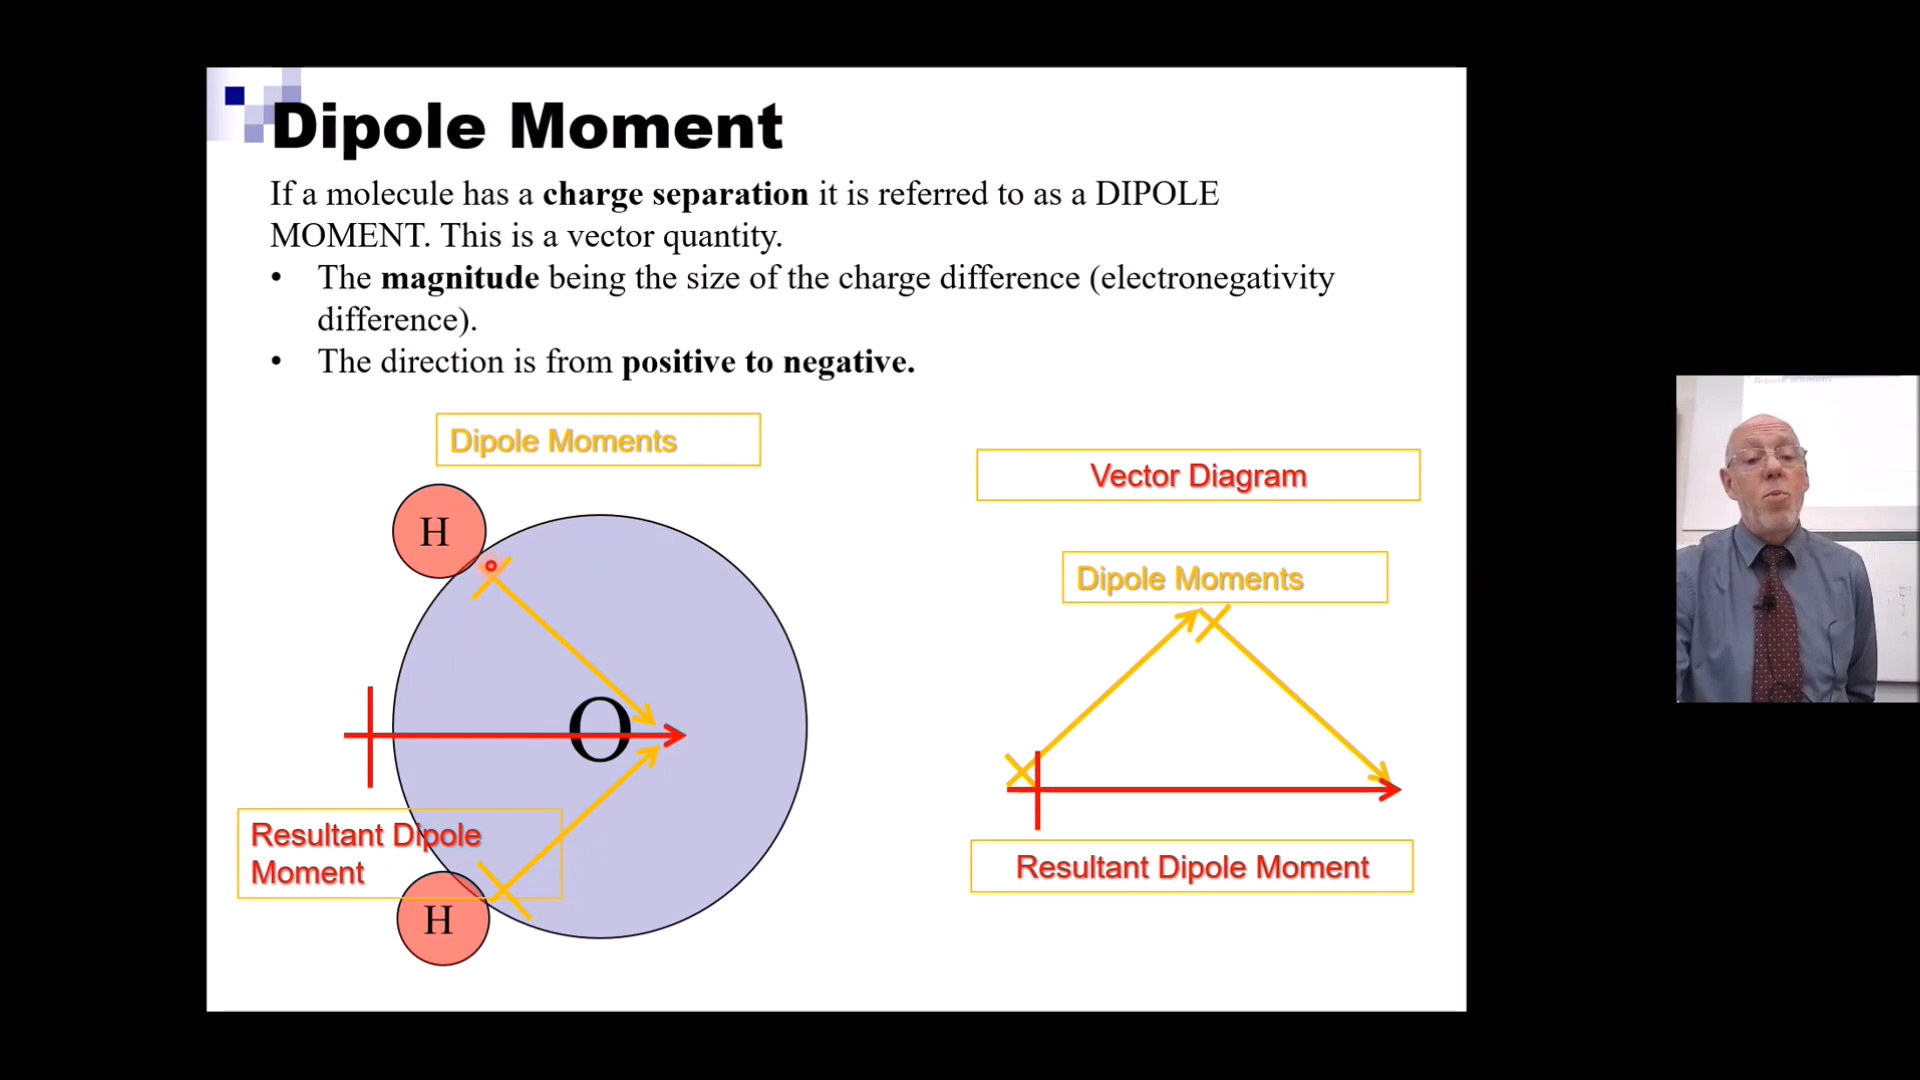 Dipole Moment
If a molecule has a charge separation it is referred to as a DIPOLE
MOMENT. This is a vector quantity.
• The magnitude being the size of the charge difference (electronegativity
difference).
• The direction is from positive to negative.
Dipole Moments
Vector Diagram
H
Dipole Moments
O
Resultant Dipole
Moment
Resultant Dipole Moment
H